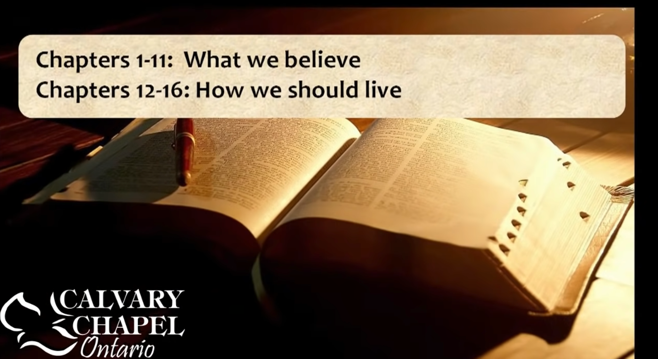 Chapters 1-11: What we believe
Chapters 12-16: How we should live
CALVARY
CHAPEL
Ontario